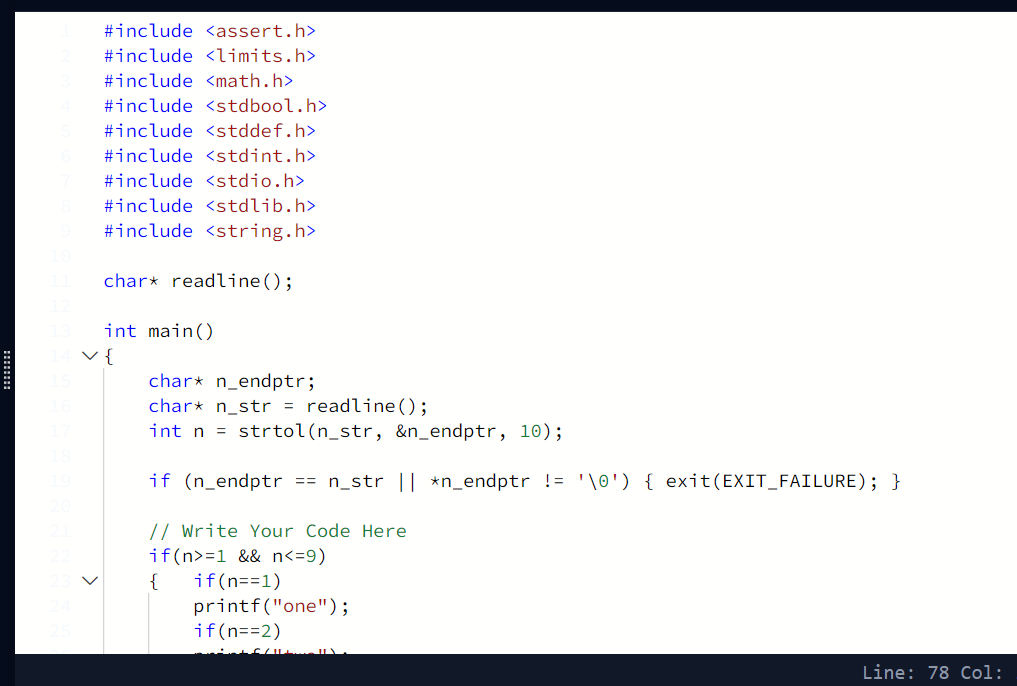 1 #include <assert.h>
2 #include <limits.h>
3 #include <math.h>
4 #include <stdbool.h>
5 #include <stddef.h>
6 #include <stdint.h>
7 #include <stdio.h>
8 #include <stdlib.h>
9 #include <string.h>
10
11 char* readline();
12
13 int main()
14 {
15 char* n_endptr;
16 char* n_str = readline();
17 int n = strtol(n_str, &n_endptr, 10);
18
19 if (n_endptr == n_str || *n_endptr != '\0') { exit(EXIT_FAILURE); }
20
21 // Write Your Code Here
22 if(n>=1 && n<=9)
23 { if(n==1)
24 printf("one");
25 if(n==2)
printf("two");
Line: 78 Col: